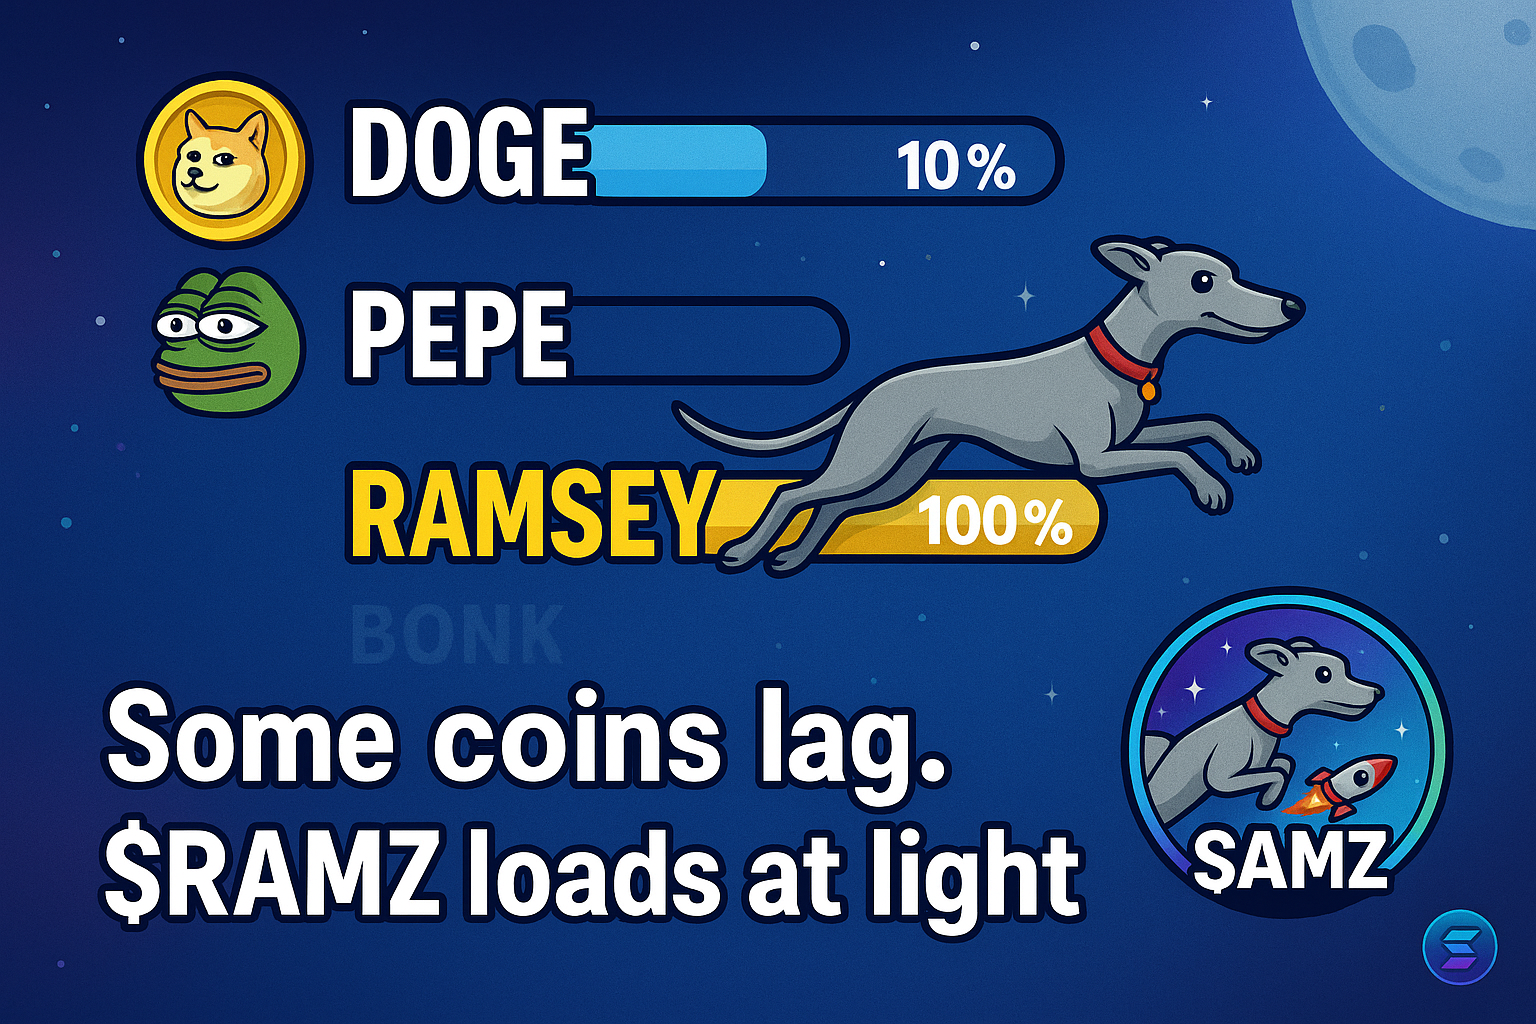 DOGE 10%
PEPE
RAMSEY 100%
BONK
Some coins lag.
$RAMZ loads at light
$AMZ